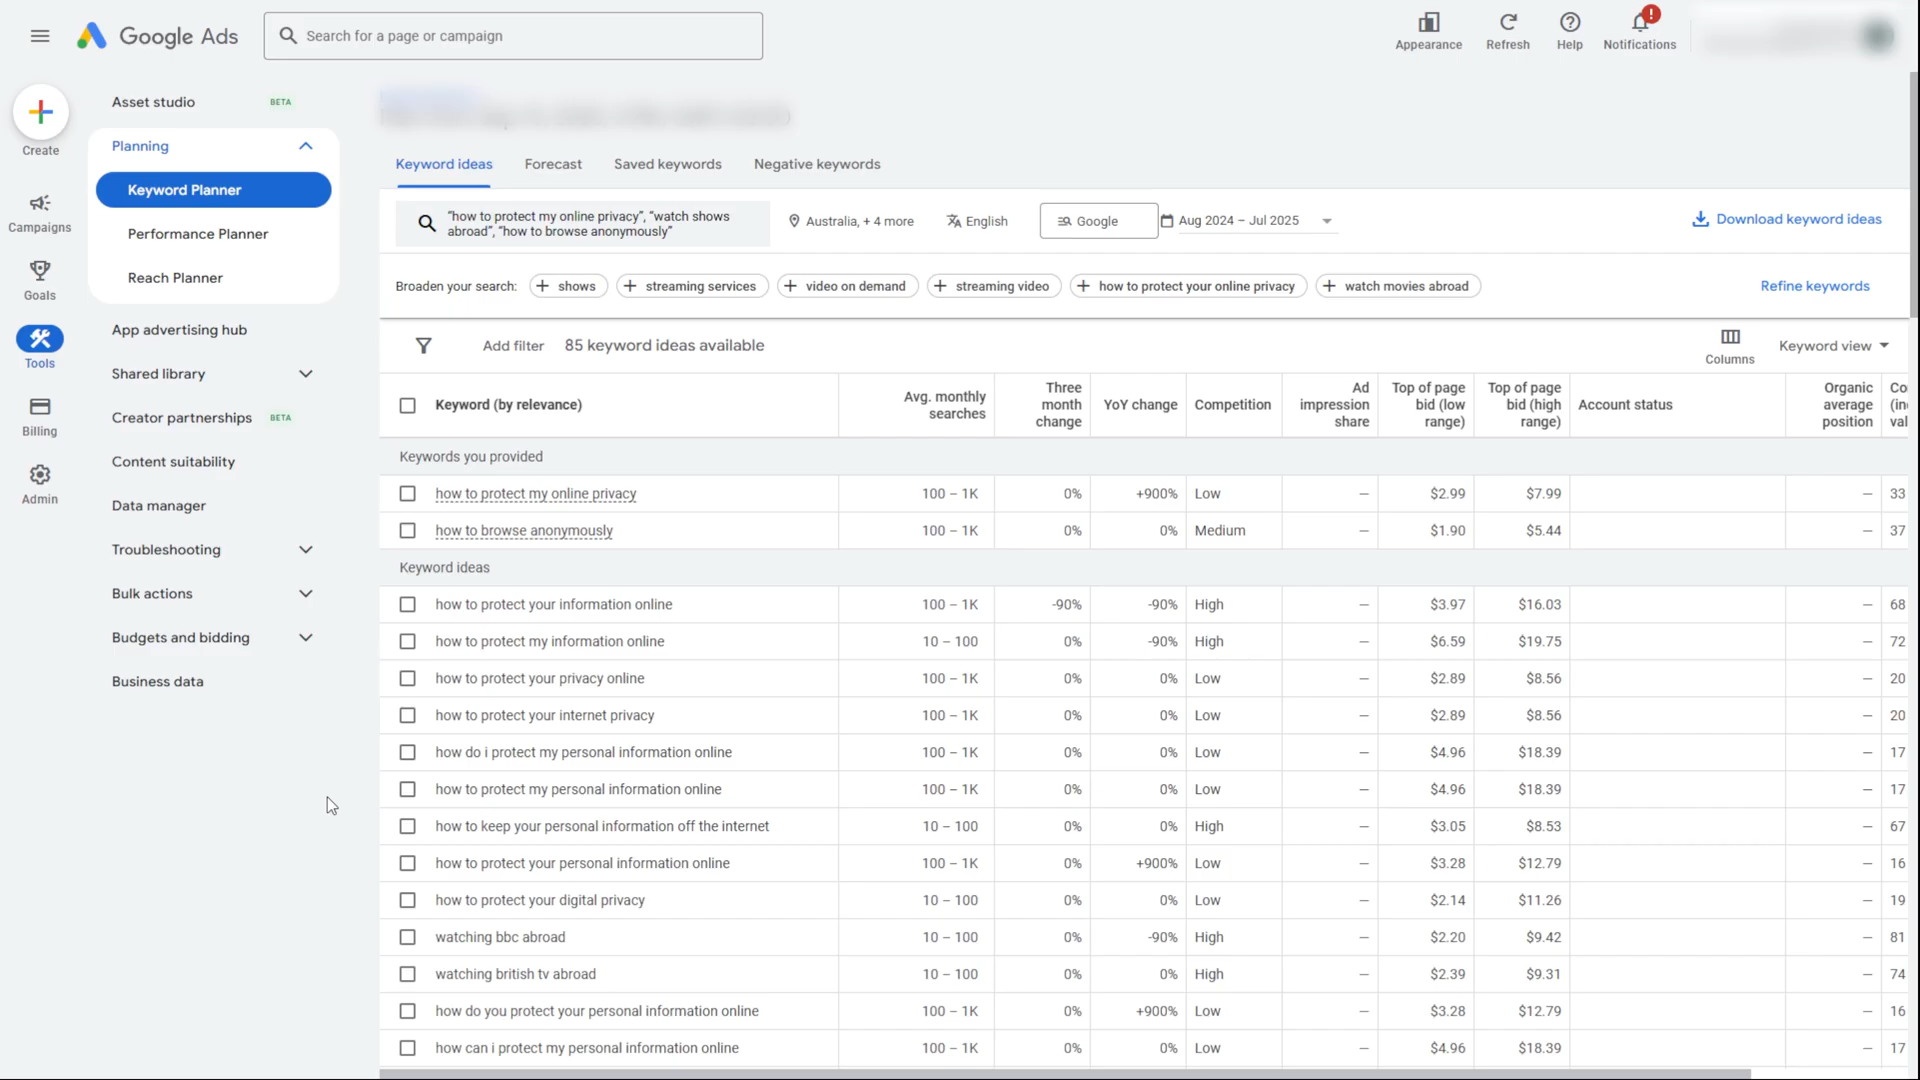 Google Ads
Search for a page or campaign
Appearance
Refresh
Help
!
Notifications
Create
Campaigns
Goals
Tools
Billing
Admin
Asset studio BETA
Planning
Keyword Planner
Performance Planner
Reach Planner
App advertising hub
Shared library
Creator partnerships BETA
Content suitability
Data manager
Troubleshooting
Bulk actions
Budgets and bidding
Business data
Keyword ideas Forecast Saved keywords Negative keywords
"how to protect my online privacy", "watch shows
abroad", "how to browse anonymously"
Australia, + 4 more
English
Google
Aug 2024 – Jul 2025
Download keyword ideas
Broaden your search: shows streaming services video on demand streaming video how to protect your online privacy watch movies abroad Refine keywords
Add filter 85 keyword ideas available
Columns
Keyword view
Keyword (by relevance)
Avg. monthly
searches
Three
month
change
YoY change
Competition
Ad
impression
share
Top of page
bid (low
range)
Top of page
bid (high
range)
Account status
Organic
average
position
Keywords you provided
how to protect my online privacy 100 – 1K 0% +900% Low – $2.99 $7.99 – 33
how to browse anonymously 100 – 1K 0% 0% Medium – $1.90 $5.44 – 37
Keyword ideas
how to protect your information online 100 – 1K -90% -90% High – $3.97 $16.03 – 68
how to protect my information online 10 – 100 0% -90% High – $6.59 $19.75 – 72
how to protect your privacy online 100 – 1K 0% 0% Low – $2.89 $8.56 – 20
how to protect your internet privacy 100 – 1K 0% 0% Low – $2.89 $8.56 – 20
how do i protect my personal information online 100 – 1K 0% 0% Low – $4.96 $18.39 – 17
how to protect my personal information online 100 – 1K 0% 0% Low – $4.96 $18.39 – 17
how to keep your personal information off the internet 10 – 100 0% 0% High – $3.05 $8.53 – 67
how to protect your personal information online 100 – 1K 0% +900% Low – $3.28 $12.79 – 16
how to protect your digital privacy 10 – 100 0% 0% Low – $2.14 $11.26 – 19
watching bbc abroad 10 – 100 0% -90% High – $2.20 $9.42 – 81
watching british tv abroad 10 – 100 0% 0% High – $2.39 $9.31 – 74
how do you protect your personal information online 100 – 1K 0% +900% Low – $3.28 $12.79 – 16
how can i protect my personal information online 100 – 1K 0% 0% Low – $4.96 $18.39 – 17